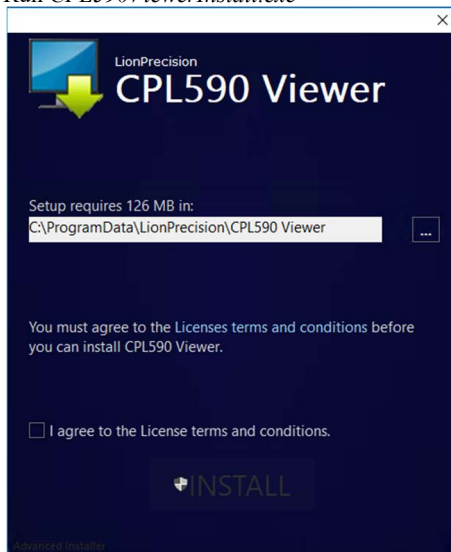 Run CPL590ViewerInstall.exe
LionPrecision
CPL590 Viewer
Setup requires 126 MB in:
C:\ProgramData\LionPrecision\CPL590 Viewer
...
You must agree to the Licenses terms and conditions before
you can install CPL590 Viewer.
I agree to the License terms and conditions.
INSTALL
Advanced Installer